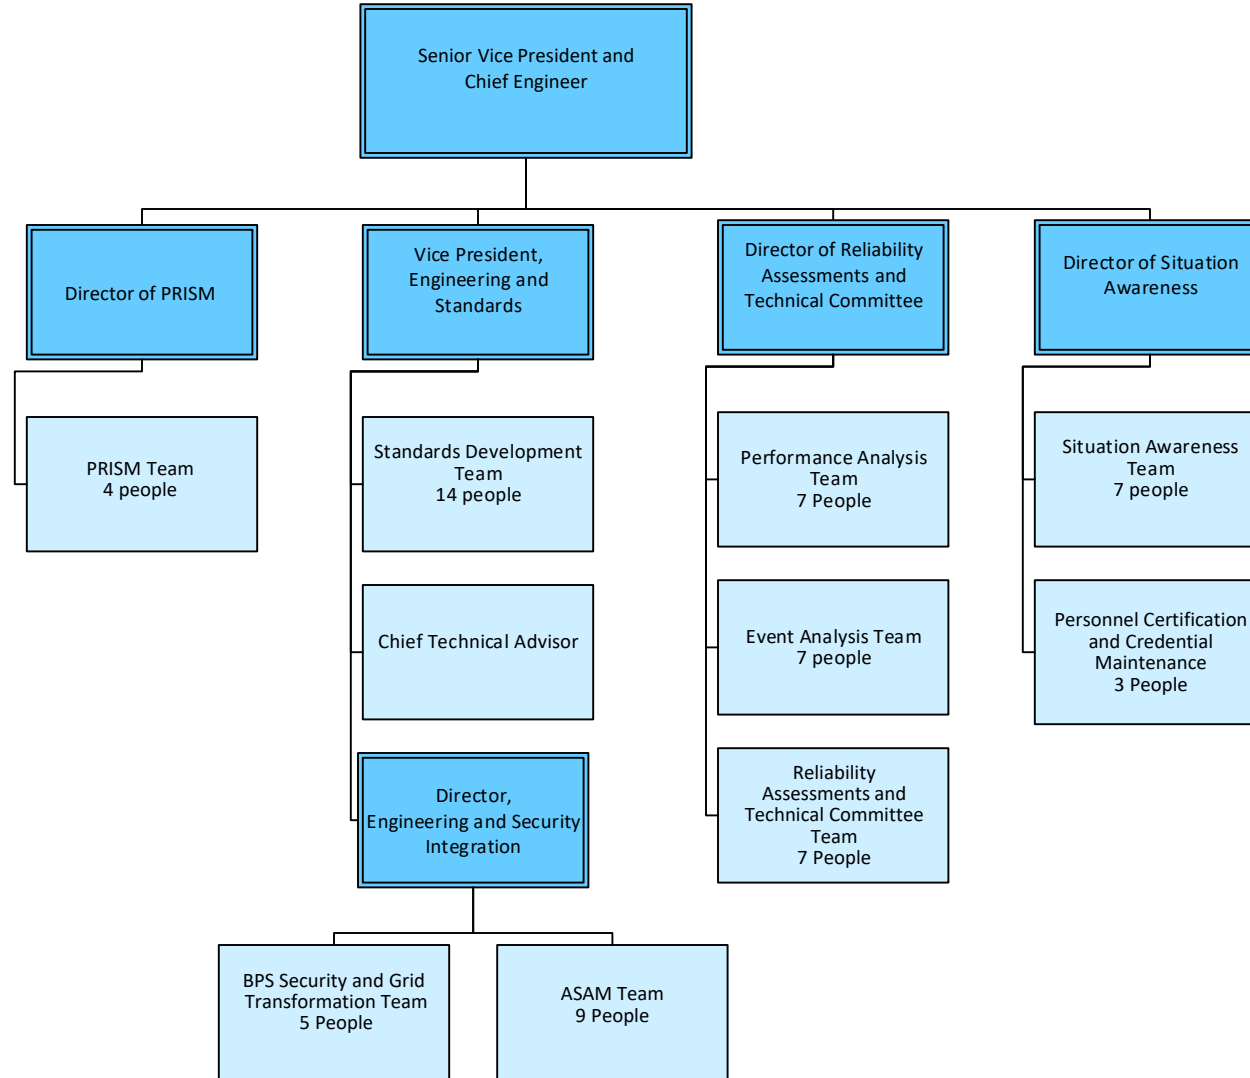 Senior Vice President and
Chief Engineer
Director of PRISM
Vice President,
Engineering and
Standards
Director of Reliability
Assessments and
Technical Committee
Director of Situation
Awareness
PRISM Team
4 people
Standards Development
Team
14 people
Performance Analysis
Team
7 People
Situation Awareness
Team
7 people
Chief Technical Advisor
Event Analysis Team
7 people
Personnel Certification
and Credential
Maintenance
3 People
Director,
Engineering and Security
Integration
Reliability
Assessments and
Technical Committee
Team
7 People
BPS Security and Grid
Transformation Team
5 People
ASAM Team
9 People